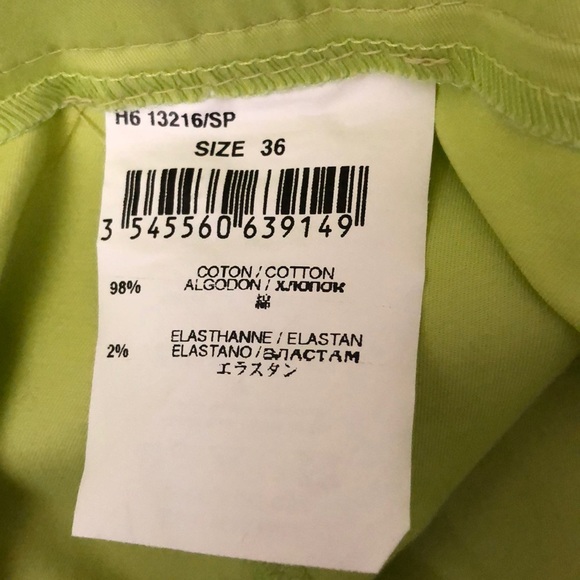 H6 13216/SP
SIZE 36
3 545560 639149
COTON / COTTON
98% ALGODON / ХЛОПОК
綿
ELASTHANNE / ELASTAN
2% ELASTANO / ЭЛАСТАМ
エラスタン